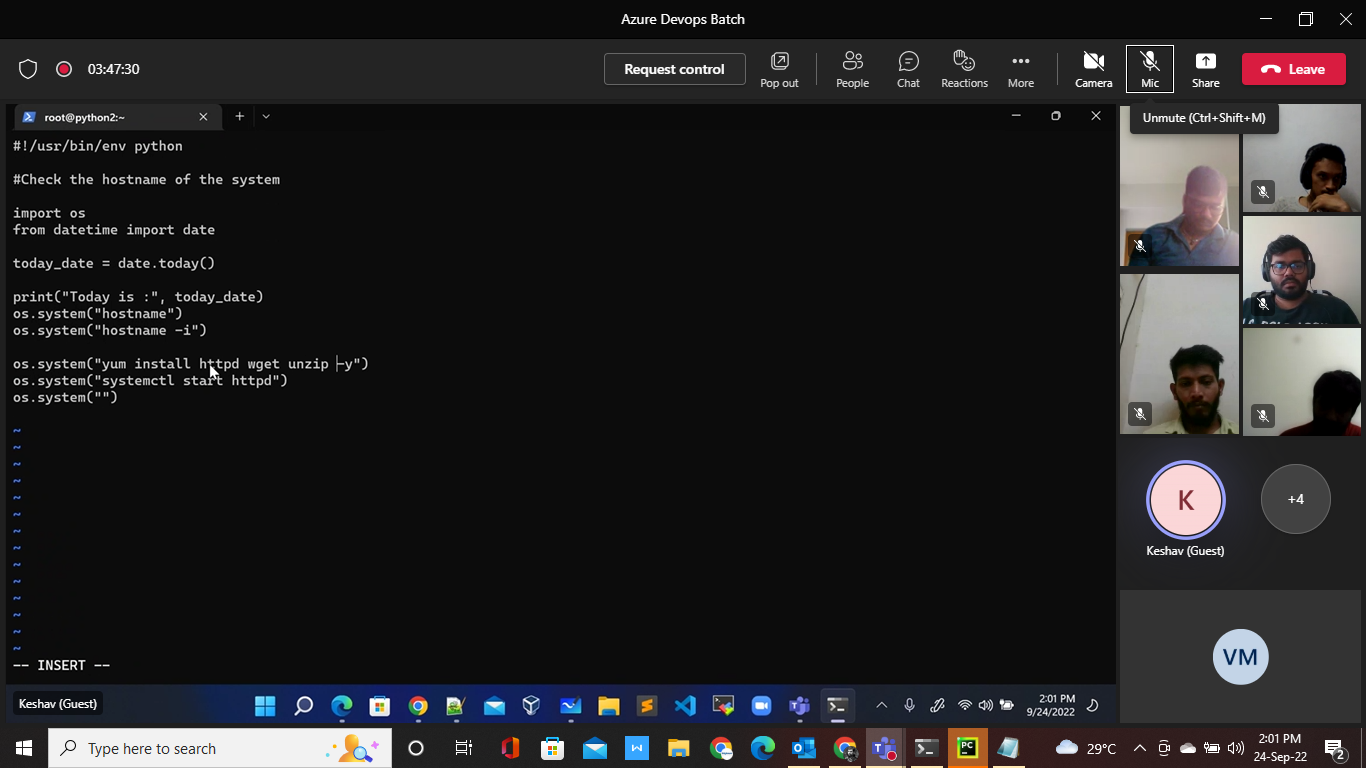 Azure Devops Batch
03:47:30
Request control
Pop out
People
Chat
Reactions
More
Camera
Mic
Share
Leave
root@python2:~
Unmute (Ctrl+Shift+M)
#!/usr/bin/env python
#Check the hostname of the system
import os
from datetime import date
today_date = date.today()
print("Today is :", today_date)
os.system("hostname")
os.system("hostname -i")
os.system("yum install httpd wget unzip -y")
os.system("systemctl start httpd")
os.system("")
~
~
~
~
~
~
~
~
~
~
~
~
~
~
-- INSERT --
K
+4
Keshav (Guest)
VM
Keshav (Guest)
2:01 PM
9/24/2022
Type here to search
W
PC
29°C
2:01 PM
24-Sep-22
2